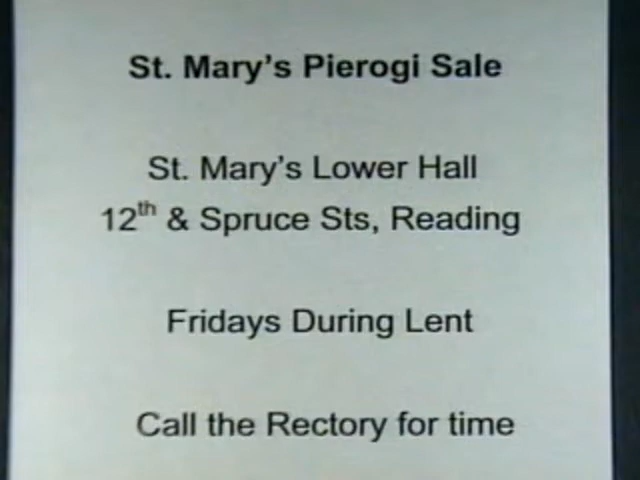 St. Mary's Pierogi Sale
St. Mary's Lower Hall
12th & Spruce Sts, Reading
Fridays During Lent
Call the Rectory for time